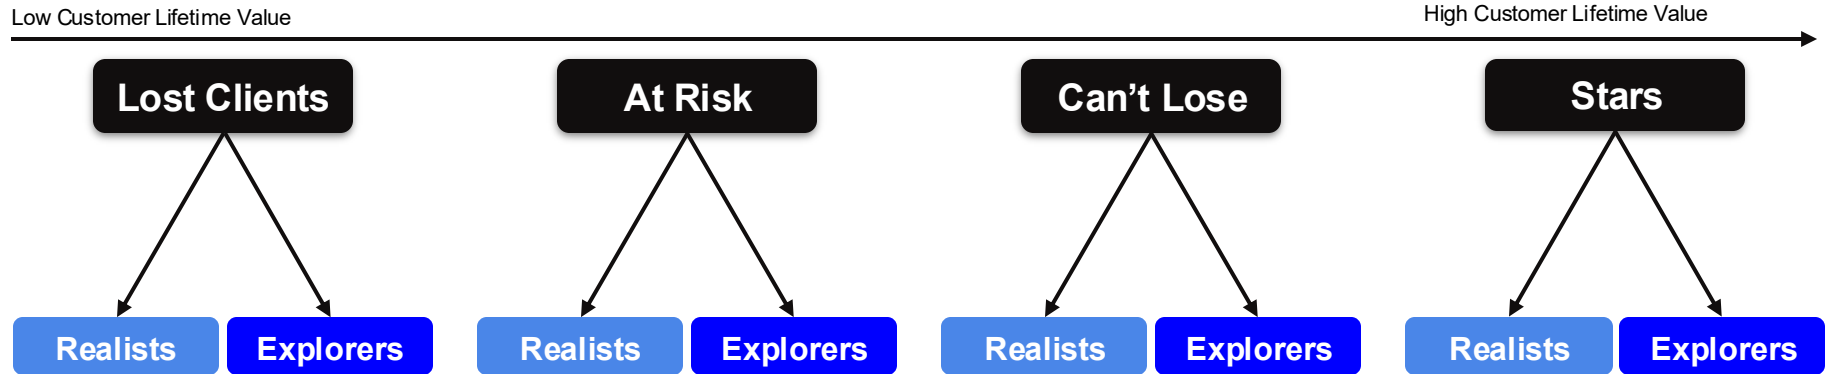 Low Customer Lifetime Value
High Customer Lifetime Value
Lost Clients
At Risk
Can’t Lose
Stars
Realists
Explorers
Realists
Explorers
Realists
Explorers
Realists
Explorers